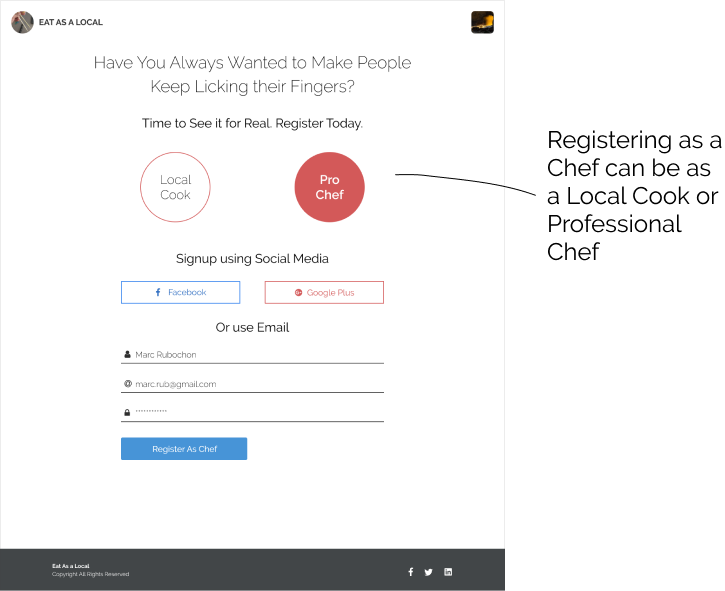 EAT AS A LOCAL
Have You Always Wanted to Make People
Keep Licking their Fingers?
Time to See it for Real. Register Today.
Local
Cook
Pro
Chef
Registering as a
Chef can be as
a Local Cook or
Professional
Chef
Signup using Social Media
Facebook
Google Plus
Or use Email
Marc Rubochon
@ marc.rub@gmail.com
************
Register As Chef
Eat As a Local
Copyright All Rights Reserved